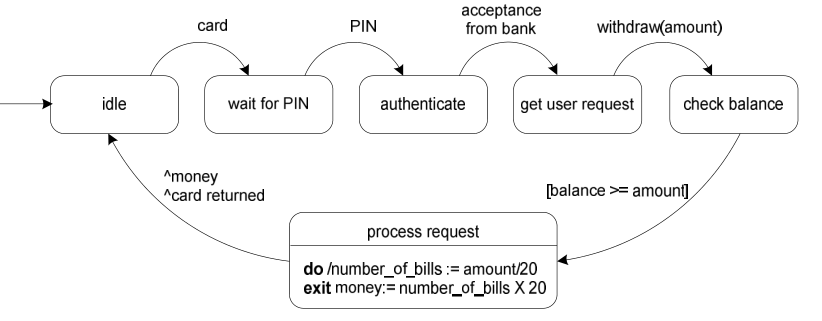 card
PIN
acceptance
from bank
withdraw(amount)
idle
wait for PIN
authenticate
get user request
check balance
^money
^card returned
[balance >= amount]
process request
do /number_of_bills := amount/20
exit money:= number_of_bills X 20